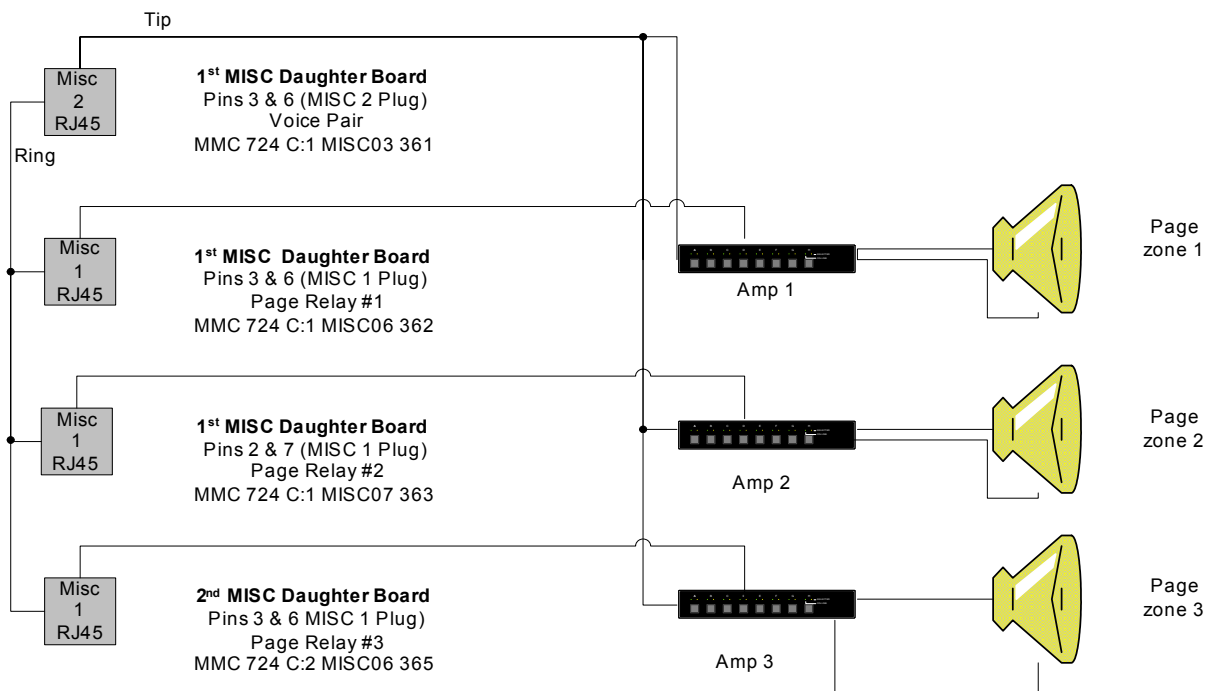 Tip
Misc
2
RJ45
1st MISC Daughter Board
Pins 3 & 6 (MISC 2 Plug)
Voice Pair
MMC 724 C:1 MISC03 361
Ring
Misc
1
RJ45
1st MISC Daughter Board
Pins 3 & 6 (MISC 1 Plug)
Page Relay #1
MMC 724 C:1 MISC06 362
Amp 1
Page
zone 1
Misc
1
RJ45
1st MISC Daughter Board
Pins 2 & 7 (MISC 1 Plug)
Page Relay #2
MMC 724 C:1 MISC07 363
Amp 2
Page
zone 2
Misc
1
RJ45
2nd MISC Daughter Board
Pins 3 & 6 MISC 1 Plug)
Page Relay #3
MMC 724 C:2 MISC06 365
Amp 3
Page
zone 3